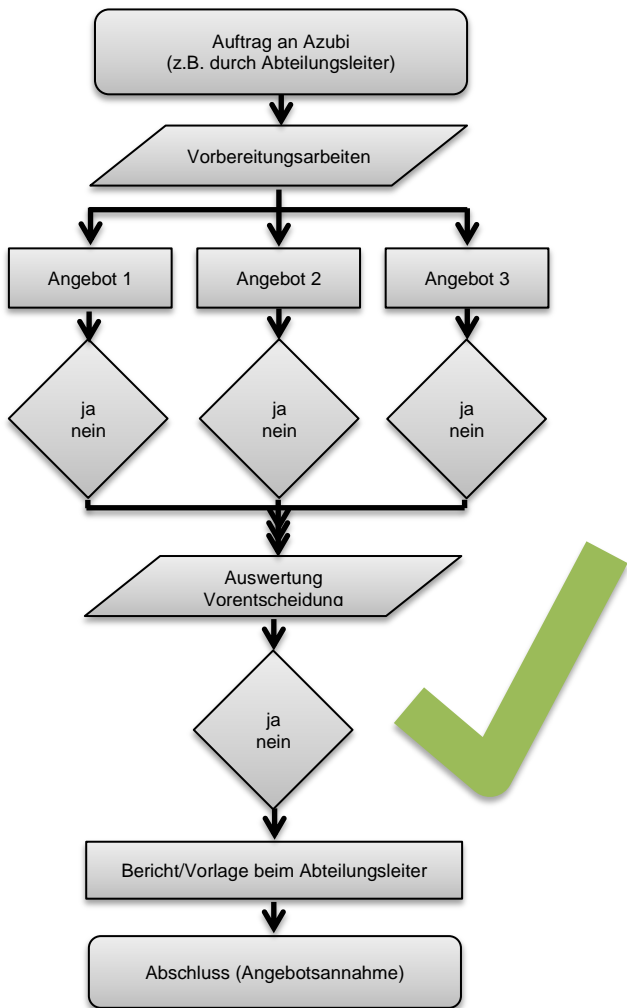 Auftrag an Azubi
(z.B. durch Abteilungsleiter)
Vorbereitungsarbeiten
Angebot 1
Angebot 2
Angebot 3
ja
nein
ja
nein
ja
nein
Auswertung
Vorentscheidung
ja
nein
Bericht/Vorlage beim Abteilungsleiter
Abschluss (Angebotsannahme)